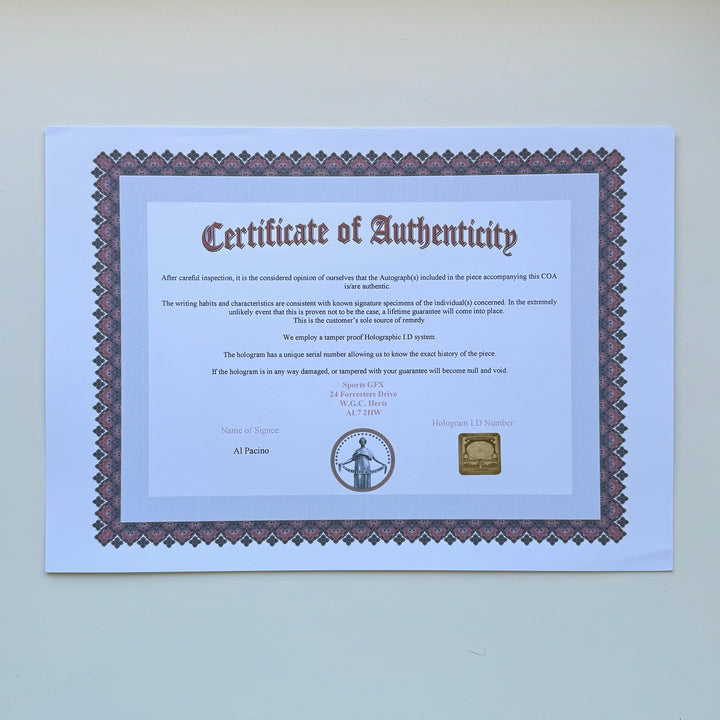 Certificate of Authenticity
After careful inspection, it is the considered opinion of ourselves that the Autograph(s) included in the piece accompanying this COA
is/are authentic.
The writing habits and characteristics are consistent with known signature specimens of the individual(s) concerned. In the extremely
unlikely event that this is proven not to be the case, a lifetime guarantee will come into place.
This is the customer's sole source of remedy.
We employ a tamper proof Holographic I.D system.
The hologram has a unique serial number allowing us to know the exact history of the piece.
If the hologram is in any way damaged, or tampered with your guarantee will become null and void.
Sports GFX
24 Forresters Drive
W.G.C. Herts
AL7 2HW
Name of Signee:
Al Pacino
Hologram I.D Number: